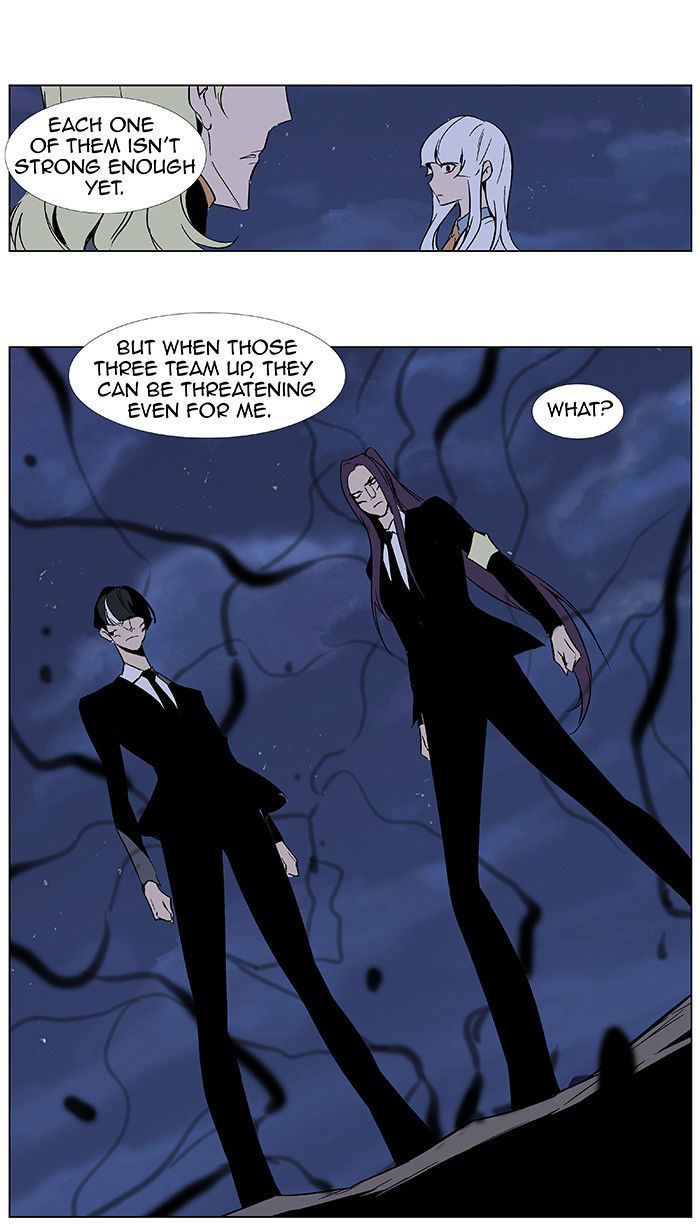 EACH ONE
OF THEM ISN'T
STRONG ENOUGH
YET.
BUT WHEN THOSE
THREE TEAM UP, THEY
CAN BE THREATENING
EVEN FOR ME.
WHAT?